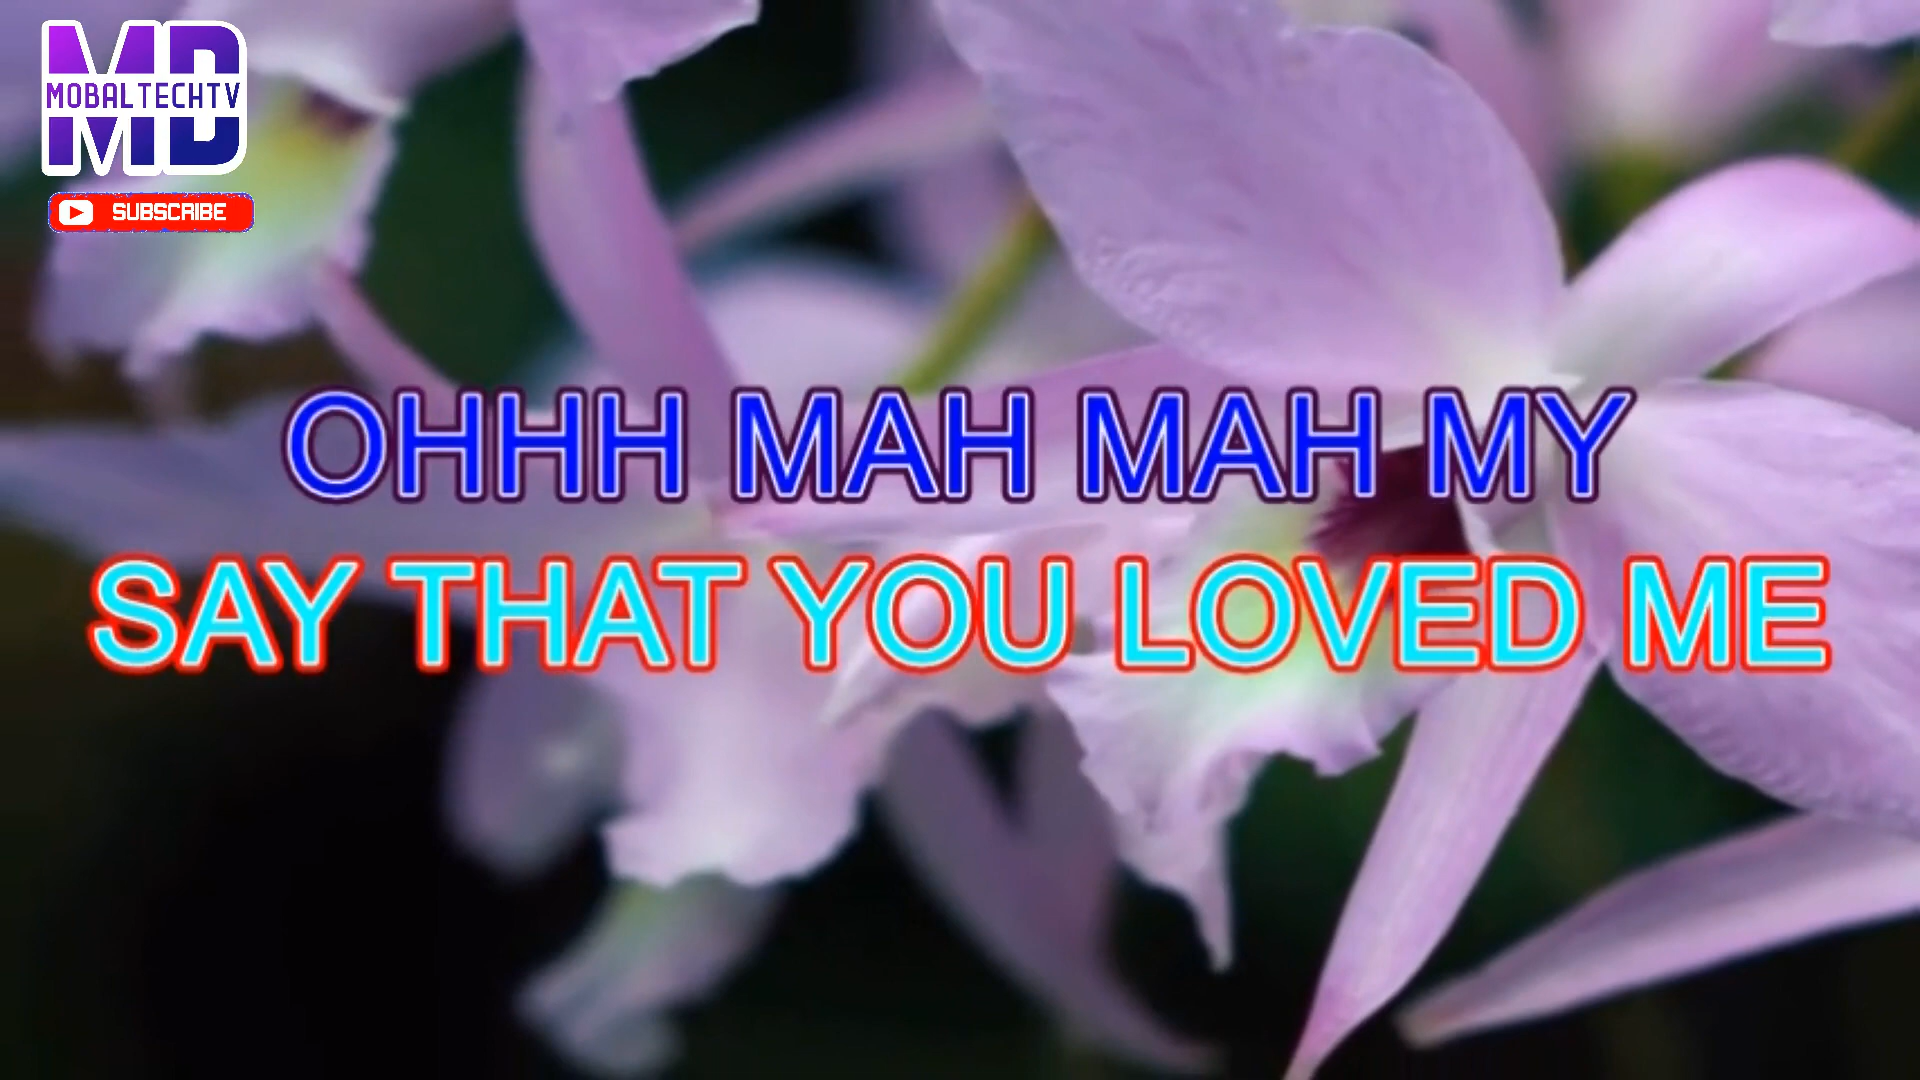 MD
MOBALTECHTV
SUBSCRIBE
OHHH MAH MAH MY
SAY THAT YOU LOVED ME